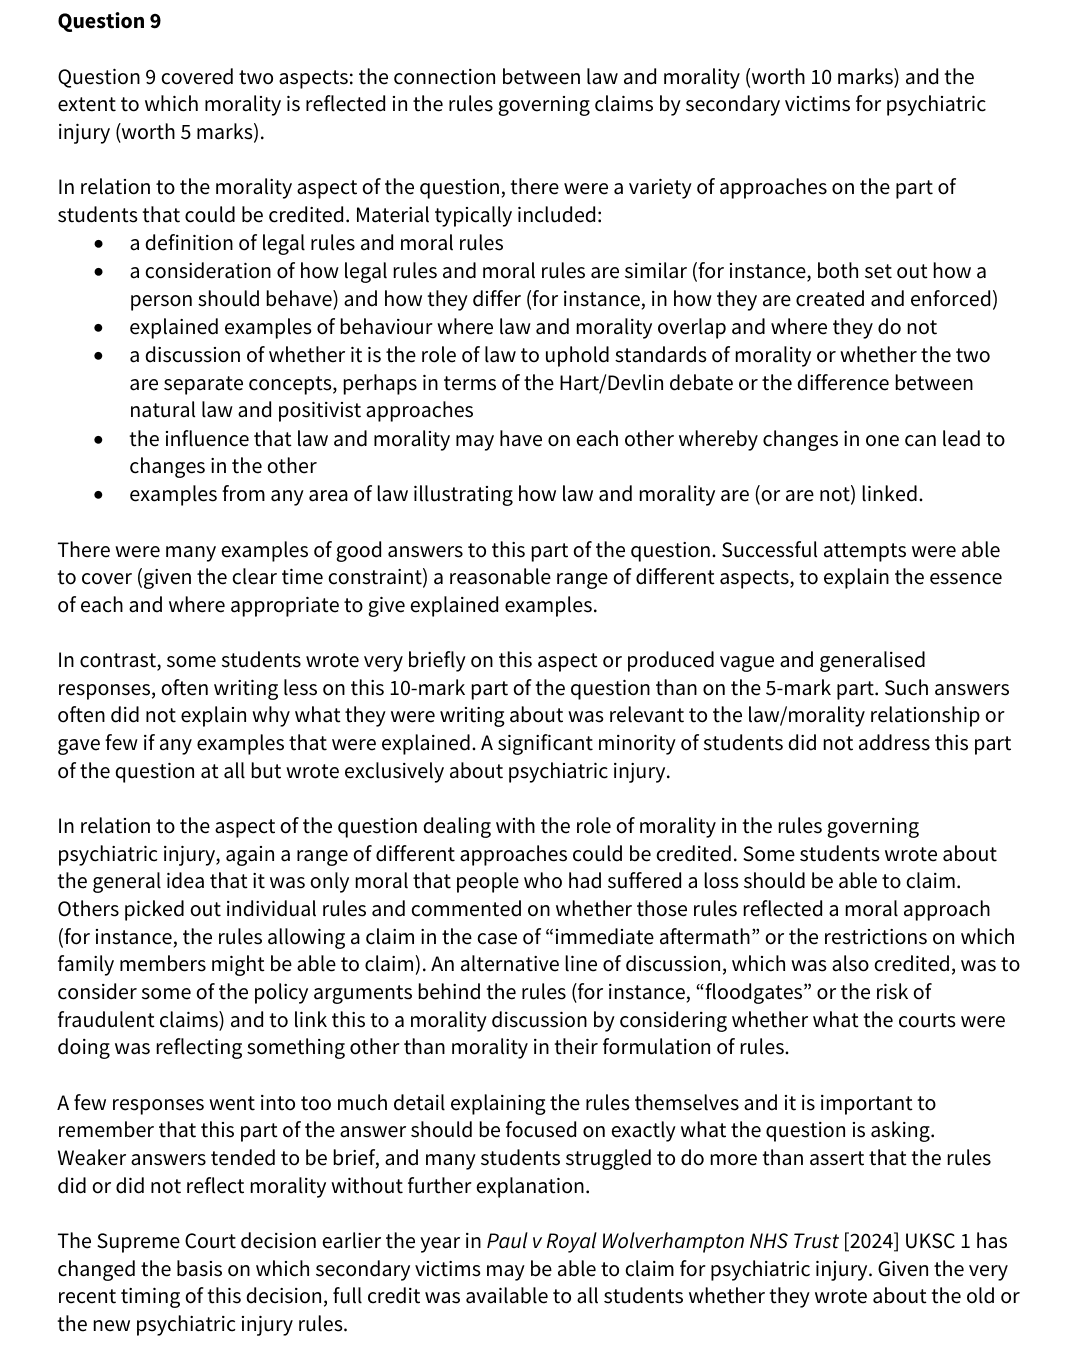 Question 9
Question 9 covered two aspects: the connection between law and morality (worth 10 marks) and the
extent to which morality is reflected in the rules governing claims by secondary victims for psychiatric
injury (worth 5 marks).
In relation to the morality aspect of the question, there were a variety of approaches on the part of
students that could be credited. Material typically included:
• a definition of legal rules and moral rules
• a consideration of how legal rules and moral rules are similar (for instance, both set out how a
person should behave) and how they differ (for instance, in how they are created and enforced)
• explained examples of behaviour where law and morality overlap and where they do not
• a discussion of whether it is the role of law to uphold standards of morality or whether the two
are separate concepts, perhaps in terms of the Hart/Devlin debate or the difference between
natural law and positivist approaches
• the influence that law and morality may have on each other whereby changes in one can lead to
changes in the other
• examples from any area of law illustrating how law and morality are (or are not) linked.
There were many examples of good answers to this part of the question. Successful attempts were able
to cover (given the clear time constraint) a reasonable range of different aspects, to explain the essence
of each and where appropriate to give explained examples.
In contrast, some students wrote very briefly on this aspect or produced vague and generalised
responses, often writing less on this 10-mark part of the question than on the 5-mark part. Such answers
often did not explain why what they were writing about was relevant to the law/morality relationship or
gave few if any examples that were explained. A significant minority of students did not address this part
of the question at all but wrote exclusively about psychiatric injury.
In relation to the aspect of the question dealing with the role of morality in the rules governing
psychiatric injury, again a range of different approaches could be credited. Some students wrote about
the general idea that it was only moral that people who had suffered a loss should be able to claim.
Others picked out individual rules and commented on whether those rules reflected a moral approach
(for instance, the rules allowing a claim in the case of “immediate aftermath” or the restrictions on which
family members might be able to claim). An alternative line of discussion, which was also credited, was to
consider some of the policy arguments behind the rules (for instance, “floodgates” or the risk of
fraudulent claims) and to link this to a morality discussion by considering whether what the courts were
doing was reflecting something other than morality in their formulation of rules.
A few responses went into too much detail explaining the rules themselves and it is important to
remember that this part of the answer should be focused on exactly what the question is asking.
Weaker answers tended to be brief, and many students struggled to do more than assert that the rules
did or did not reflect morality without further explanation.
The Supreme Court decision earlier the year in Paul v Royal Wolverhampton NHS Trust [2024] UKSC 1 has
changed the basis on which secondary victims may be able to claim for psychiatric injury. Given the very
recent timing of this decision, full credit was available to all students whether they wrote about the old or
the new psychiatric injury rules.